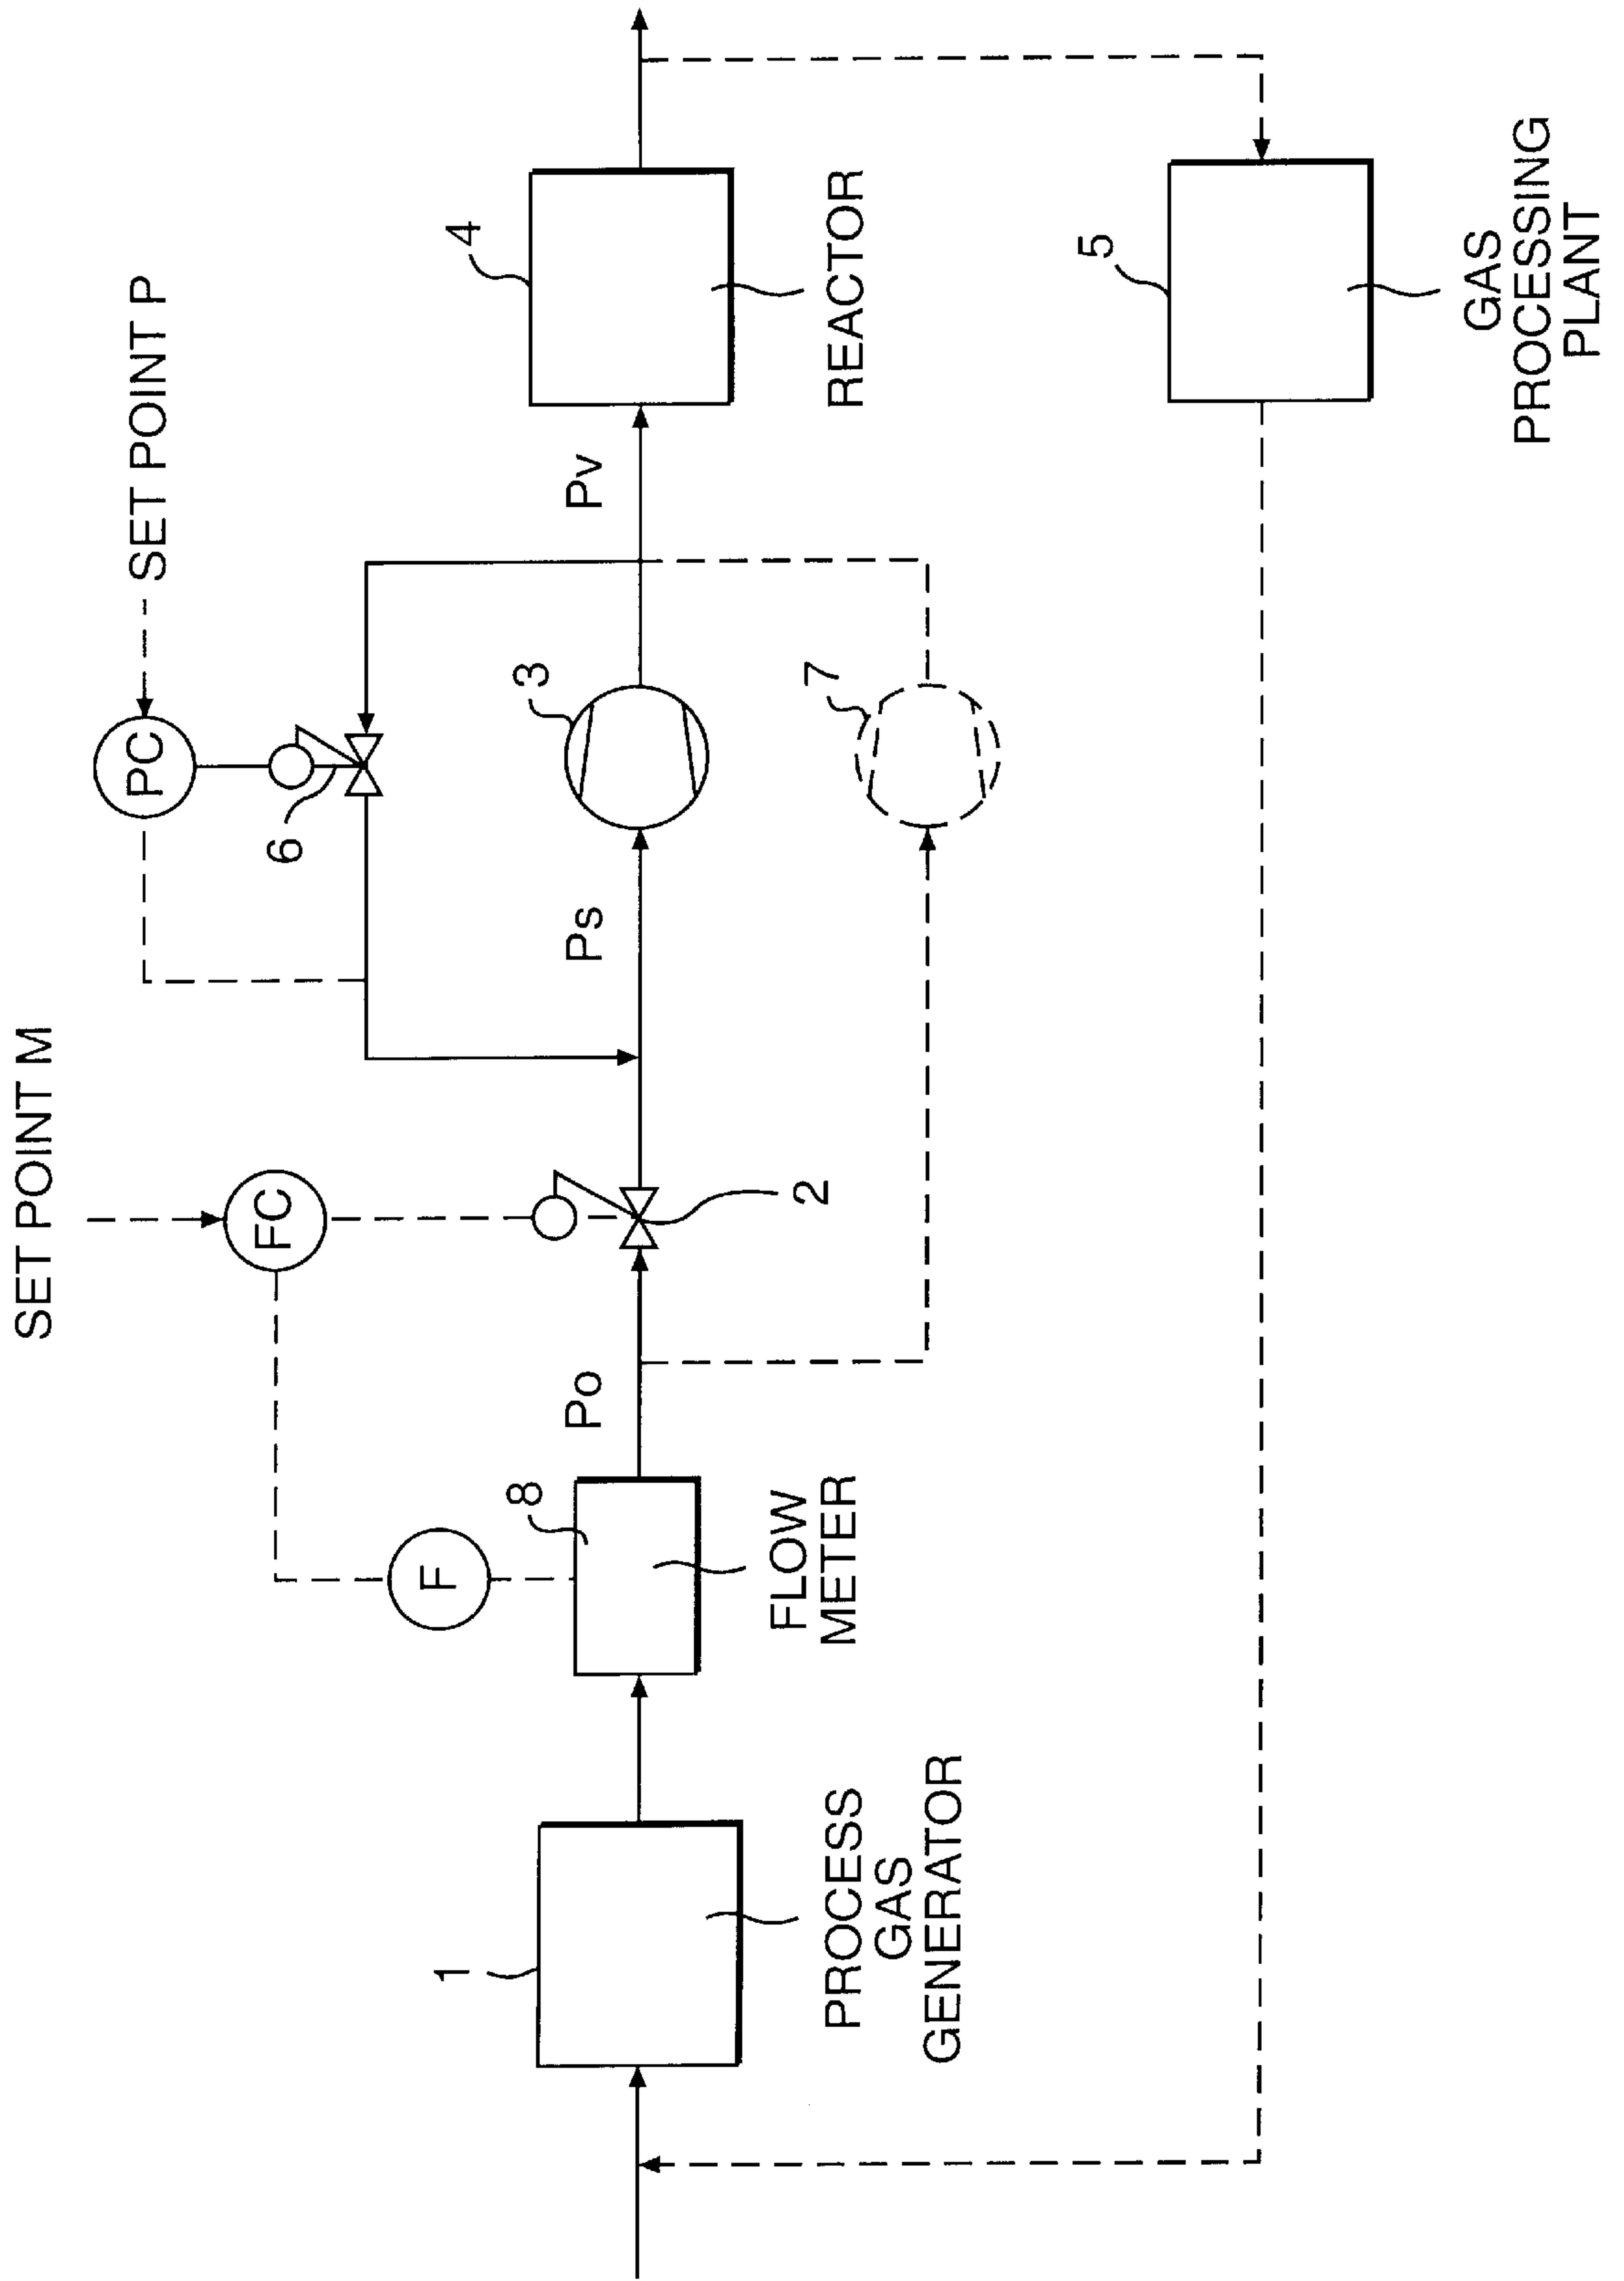 SET POINT M
SET POINT P
FC
PC
F
6
1
8
Po
2
Ps
3
Pv
4
7
5
PROCESS
GAS
GENERATOR
FLOW
METER
REACTOR
GAS
PROCESSING
PLANT